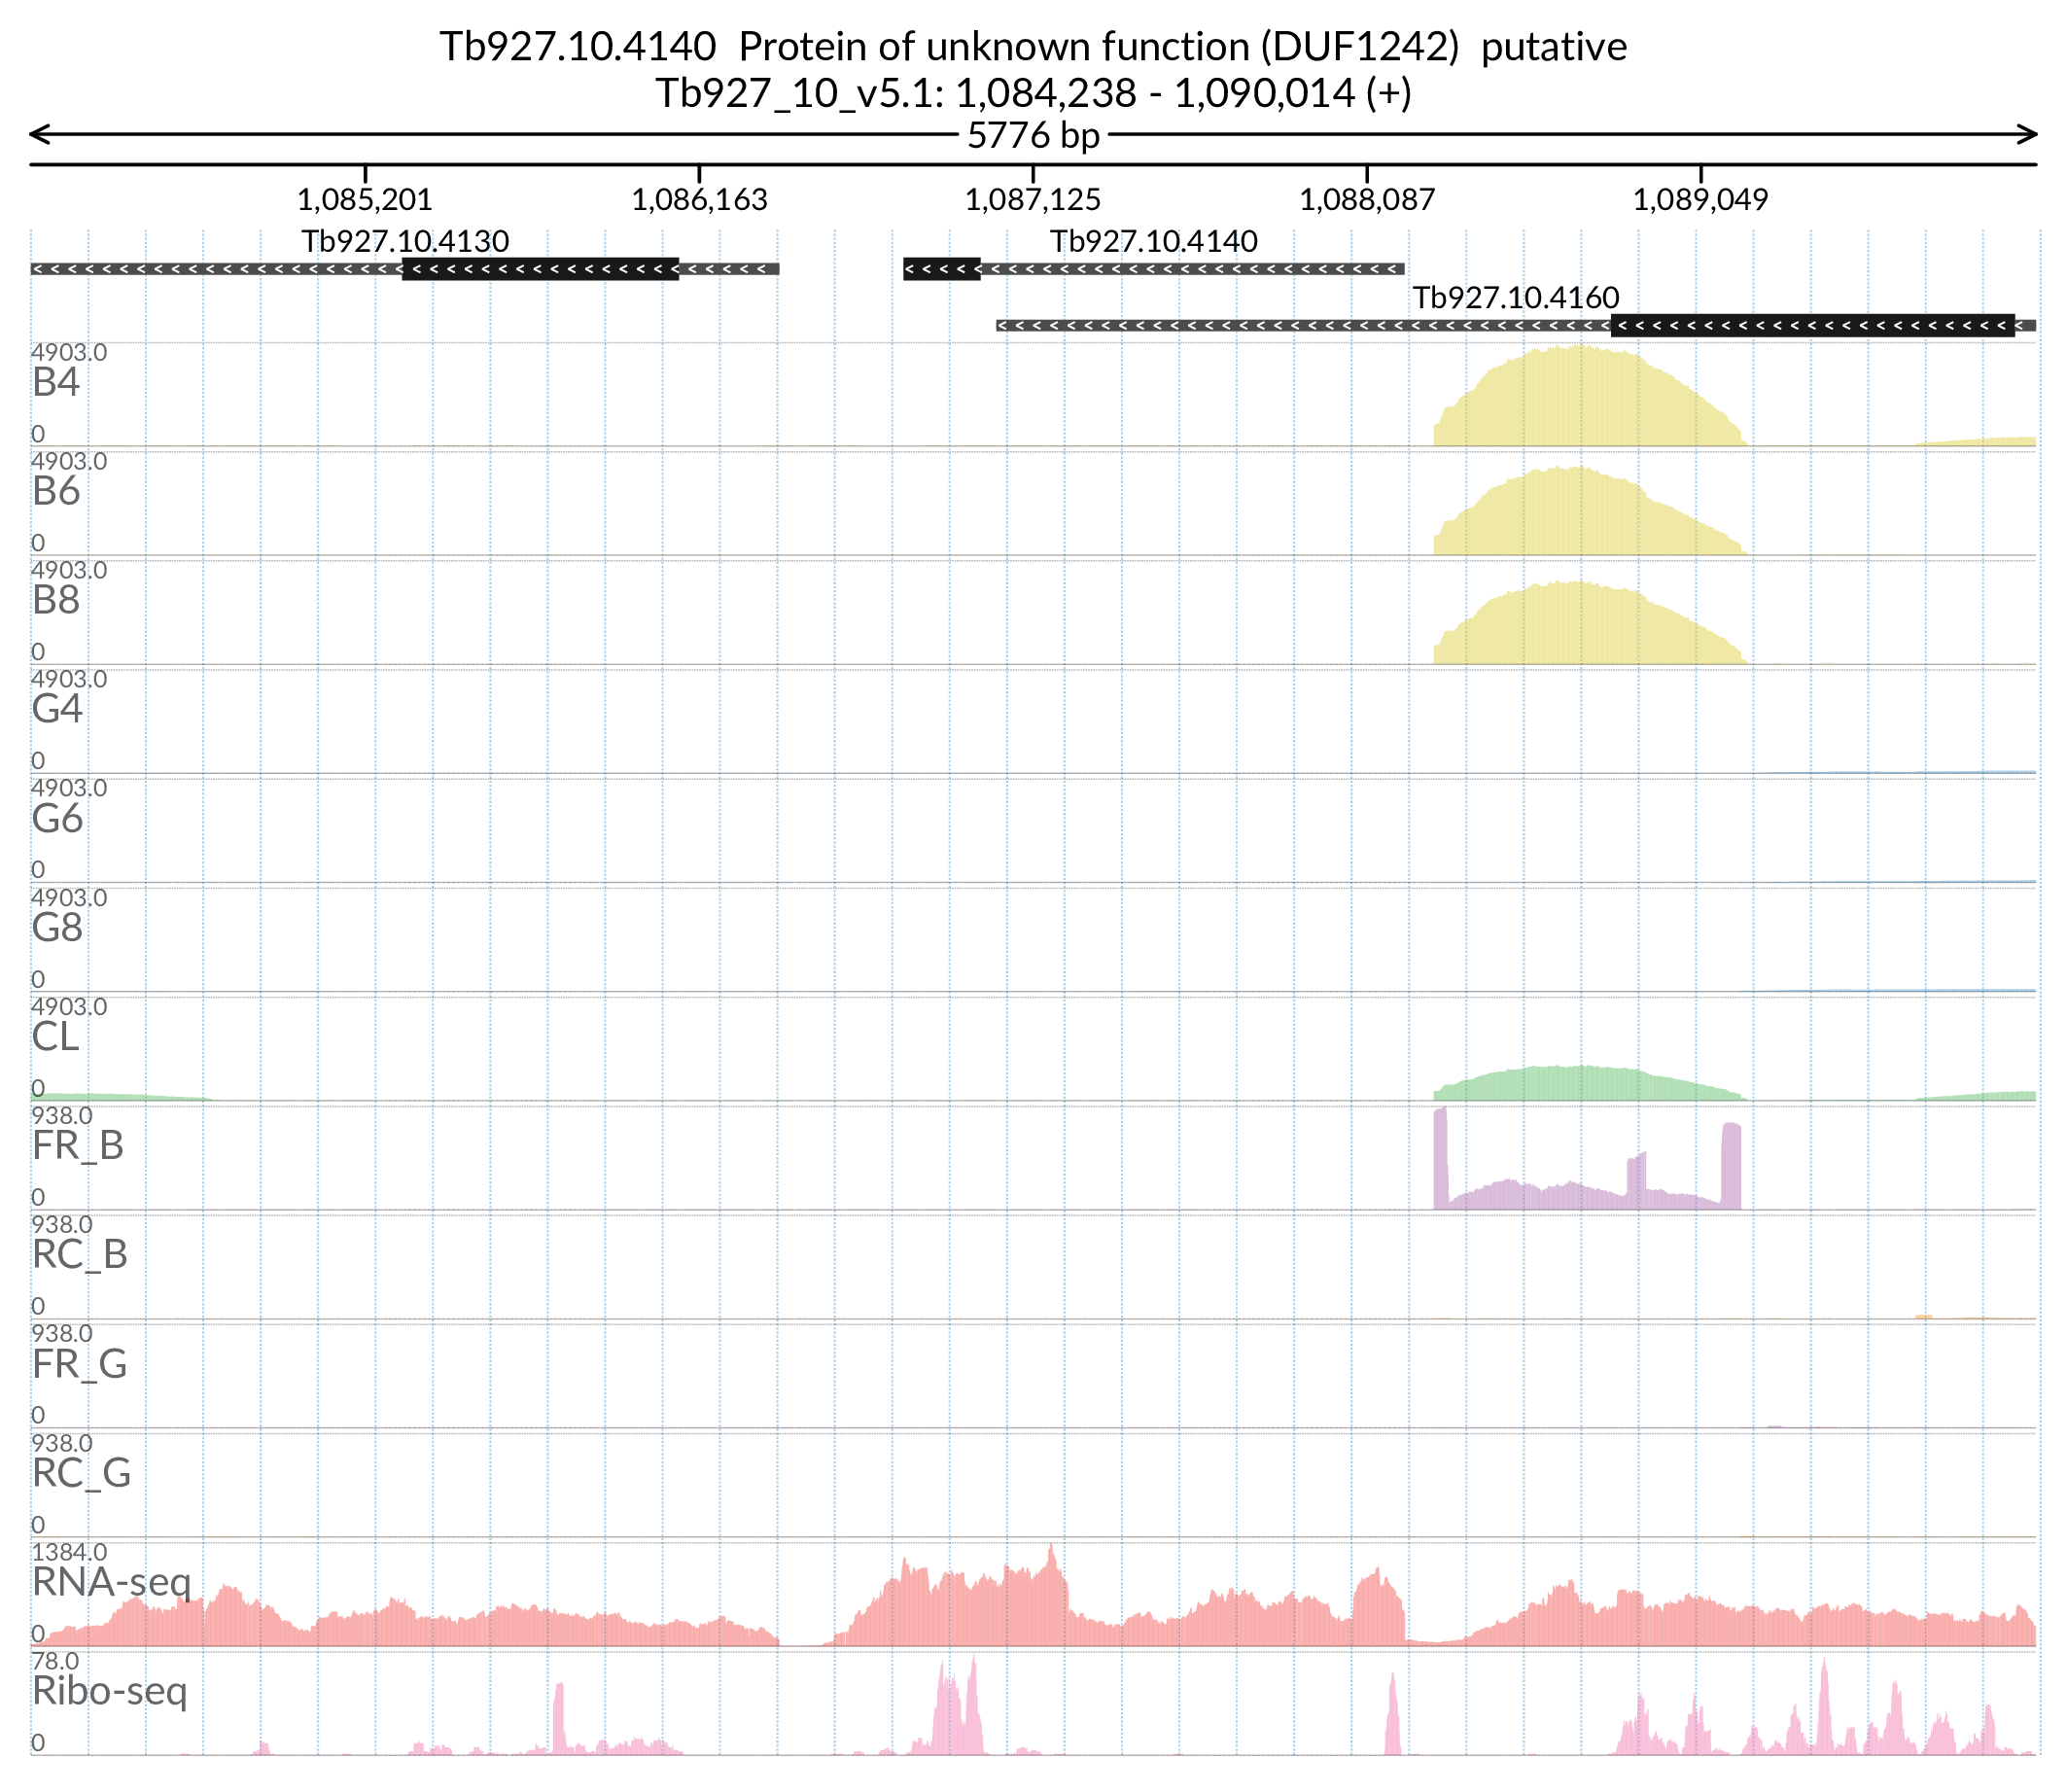 Tb927.10.4140  Protein of unknown function (DUF1242)  putative
Tb927_10_v5.1: 1,084,238 - 1,090,014 (+)
5776 bp
1,085,201 1,086,163 1,087,125 1,088,087 1,089,049
Tb927.10.4130 Tb927.10.4140
Tb927.10.4160
4903.0
B4
0
4903.0
B6
0
4903.0
B8
0
4903.0
G4
0
4903.0
G6
0
4903.0
G8
0
4903.0
CL
0
938.0
FR_B
0
938.0
RC_B
0
938.0
FR_G
0
938.0
RC_G
0
1384.0
RNA-seq
0
78.0
Ribo-seq
0